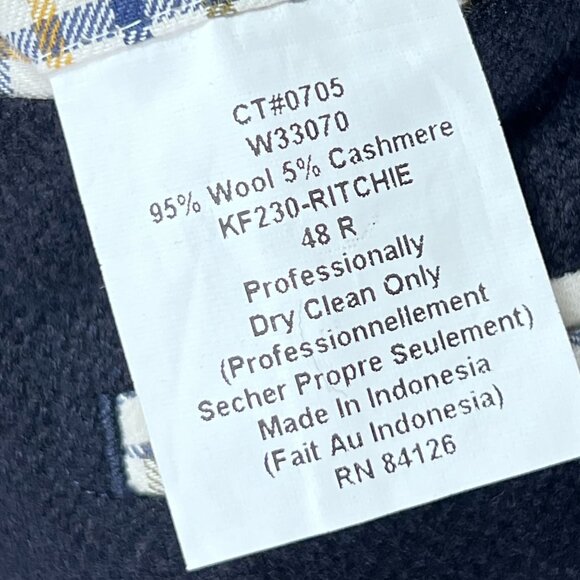 CT#0705
W33070
95% Wool 5% Cashmere
KF230-RITCHIE
48 R
Professionally
Dry Clean Only
(Professionnellement
Secher Propre Seulement)
Made In Indonesia
(Fait Au Indonesia)
RN 84126